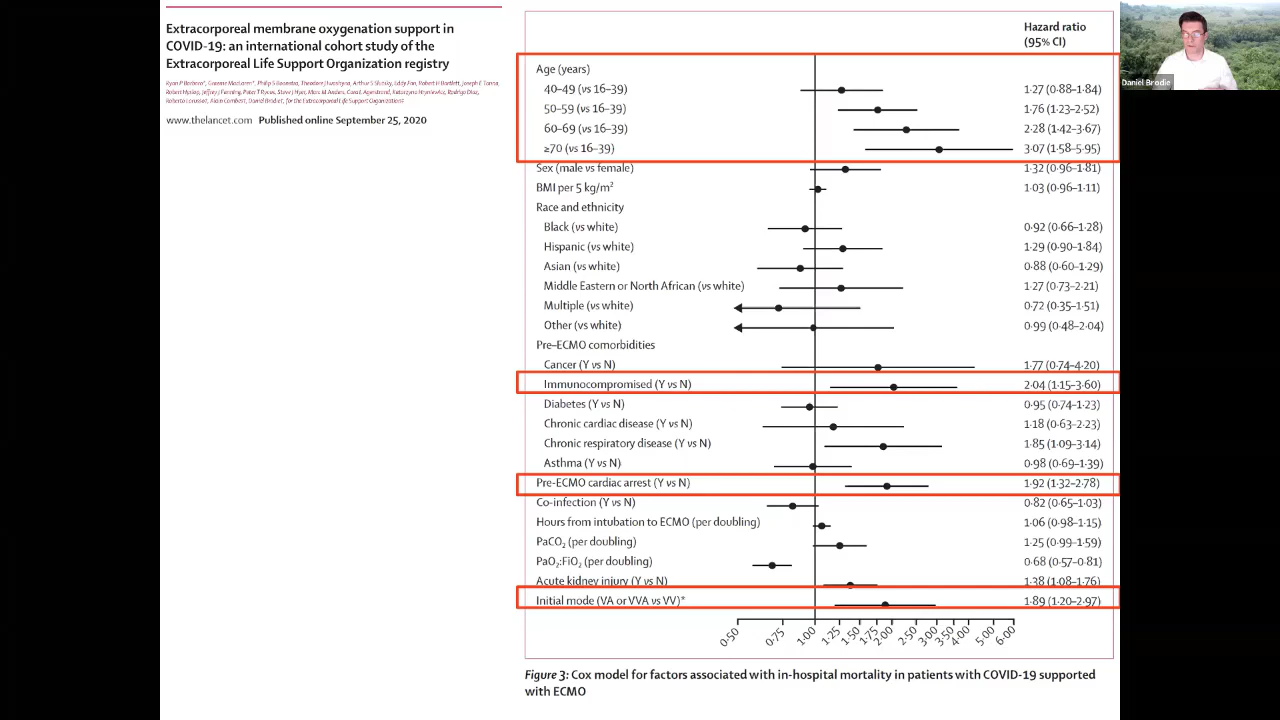 Extracorporeal membrane oxygenation support in
COVID-19: an international cohort study of the
Extracorporeal Life Support Organization registry
www.thelancet.com Published online September 25, 2020
Hazard ratio
(95% CI)
Age (years)
40–49 (vs 16–39) 1·27 (0·88–1·84)
50–59 (vs 16–39) 1·76 (1·23–2·52)
60–69 (vs 16–39) 2·28 (1·42–3·67)
≥70 (vs 16–39) 3·07 (1·58–5·95)
Sex (male vs female) 1·32 (0·96–1·81)
BMI per 5 kg/m² 1·03 (0·96–1·11)
Race and ethnicity
Black (vs white) 0·92 (0·66–1·28)
Hispanic (vs white) 1·29 (0·90–1·84)
Asian (vs white) 0·88 (0·60–1·29)
Middle Eastern or North African (vs white) 1·27 (0·73–2·21)
Multiple (vs white) 0·72 (0·35–1·51)
Other (vs white) 0·99 (0·48–2·04)
Pre–ECMO comorbidities
Cancer (Y vs N) 1·77 (0·74–4·20)
Immunocompromised (Y vs N) 2·04 (1·15–3·60)
Diabetes (Y vs N) 0·95 (0·74–1·23)
Chronic cardiac disease (Y vs N) 1·18 (0·63–2·23)
Chronic respiratory disease (Y vs N) 1·85 (1·09–3·14)
Asthma (Y vs N) 0·98 (0·69–1·39)
Pre-ECMO cardiac arrest (Y vs N) 1·92 (1·32–2·78)
Co-infection (Y vs N) 0·82 (0·65–1·03)
Hours from intubation to ECMO (per doubling) 1·06 (0·98–1·15)
PaCO₂ (per doubling) 1·25 (0·99–1·59)
PaO₂:FiO₂ (per doubling) 0·68 (0·57–0·81)
Acute kidney injury (Y vs N) 1·38 (1·08–1·76)
Initial mode (VA or VVA vs VV)* 1·89 (1·20–2·97)
0·50 0·75 1·00 1·25 1·50 1·75 2·00 2·50 3·00 3·50 4·00 5·00 6·00
Figure 3: Cox model for factors associated with in-hospital mortality in patients with COVID-19 supported
with ECMO
Daniel Brodie